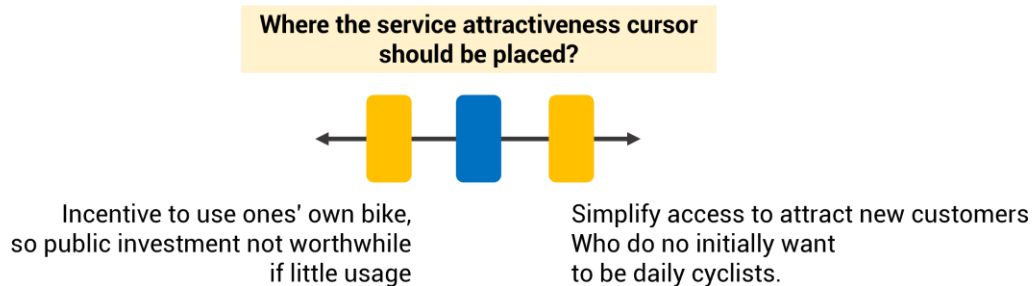 Where the service attractiveness cursor
should be placed?
Incentive to use ones' own bike,
so public investment not worthwhile
if little usage
Simplify access to attract new customers
Who do no initially want
to be daily cyclists.